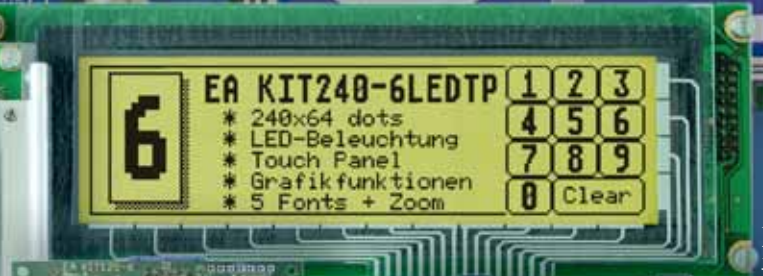 6
EA KIT240-6LEDTP
* 240x64 dots
* LED-Beleuchtung
* Touch Panel
* Grafikfunktionen
* 5 Fonts + Zoom
1 2 3
4 5 6
7 8 9
0 Clear